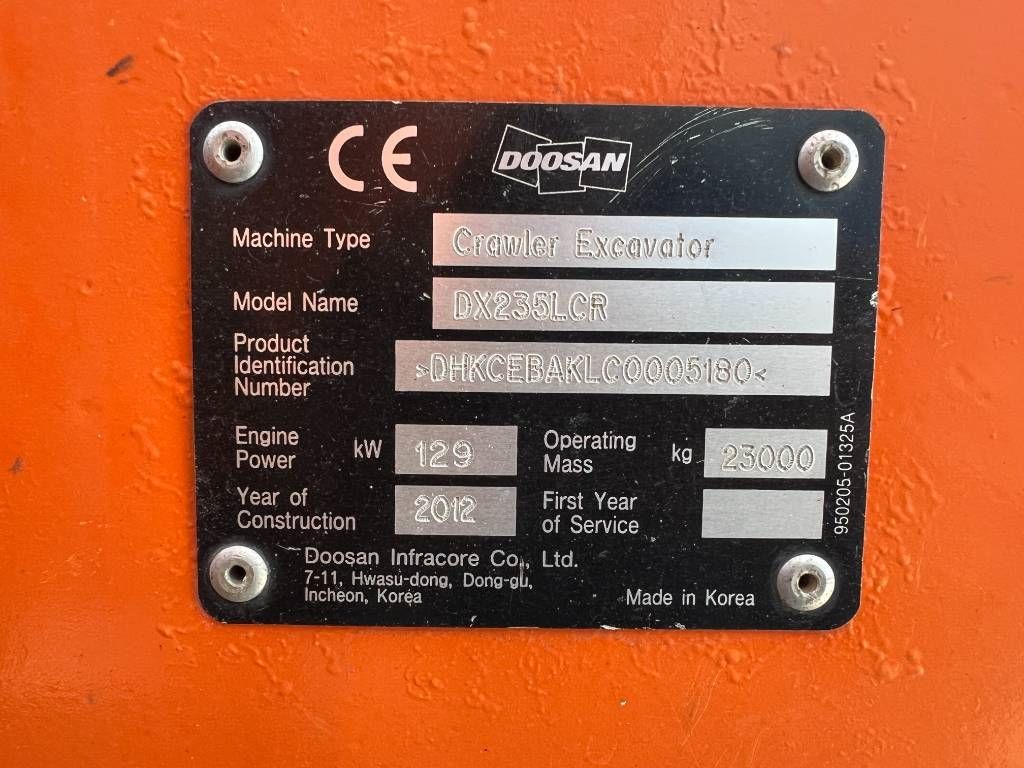 CE DOOSAN
Machine Type Crawler Excavator
Model Name DX235LCR
Product
Identification
Number >DHKCEBAKLC0005180<
Engine
Power kW 129
Operating
Mass kg 23000
Year of
Construction 2012
First Year
of Service
Doosan Infracore Co., Ltd.
7-11, Hwasu-dong, Dong-gu,
Incheon, Korea
Made in Korea
950205-01325A